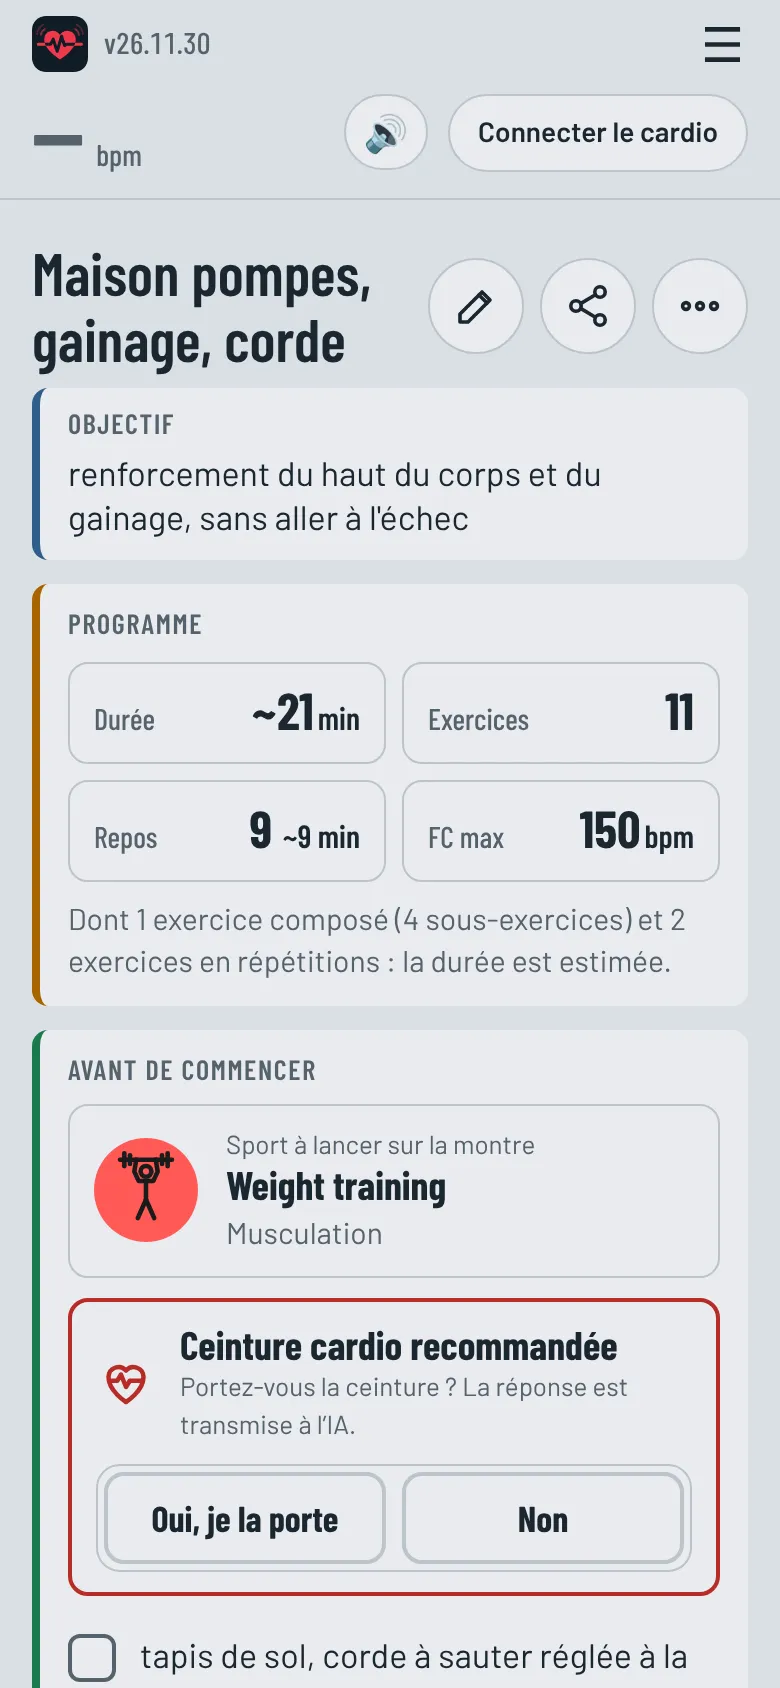 v26.11.30
bpm
Connecter le cardio
Maison pompes,
gainage, corde
OBJECTIF
renforcement du haut du corps et du
gainage, sans aller à l'échec
PROGRAMME
Durée ~21 min
Exercices 11
Repos 9 ~9 min
FC max 150 bpm
Dont 1 exercice composé (4 sous-exercices) et 2
exercices en répétitions : la durée est estimée.
AVANT DE COMMENCER
Sport à lancer sur la montre
Weight training
Musculation
Ceinture cardio recommandée
Portez-vous la ceinture ? La réponse est
transmise à l’IA.
Oui, je la porte
Non
tapis de sol, corde à sauter réglée à la